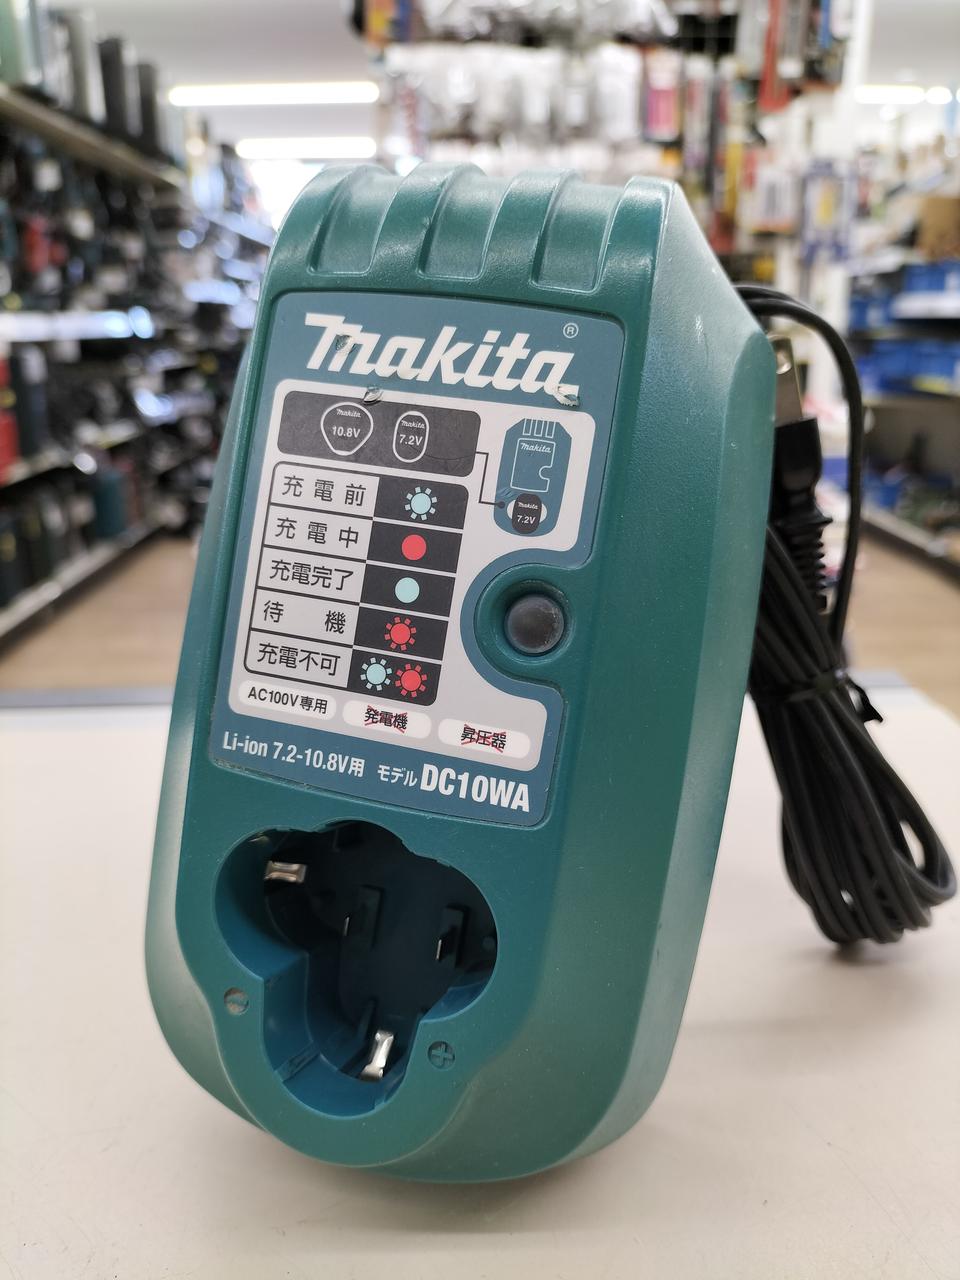 makita®
makita
10.8V
makita
7.2V
makita
makita
7.2V
充電前
充電中
充電完了
待機
充電不可
AC100V専用
発電機
昇圧器
Li-ion 7.2-10.8V用 モデル DC10WA